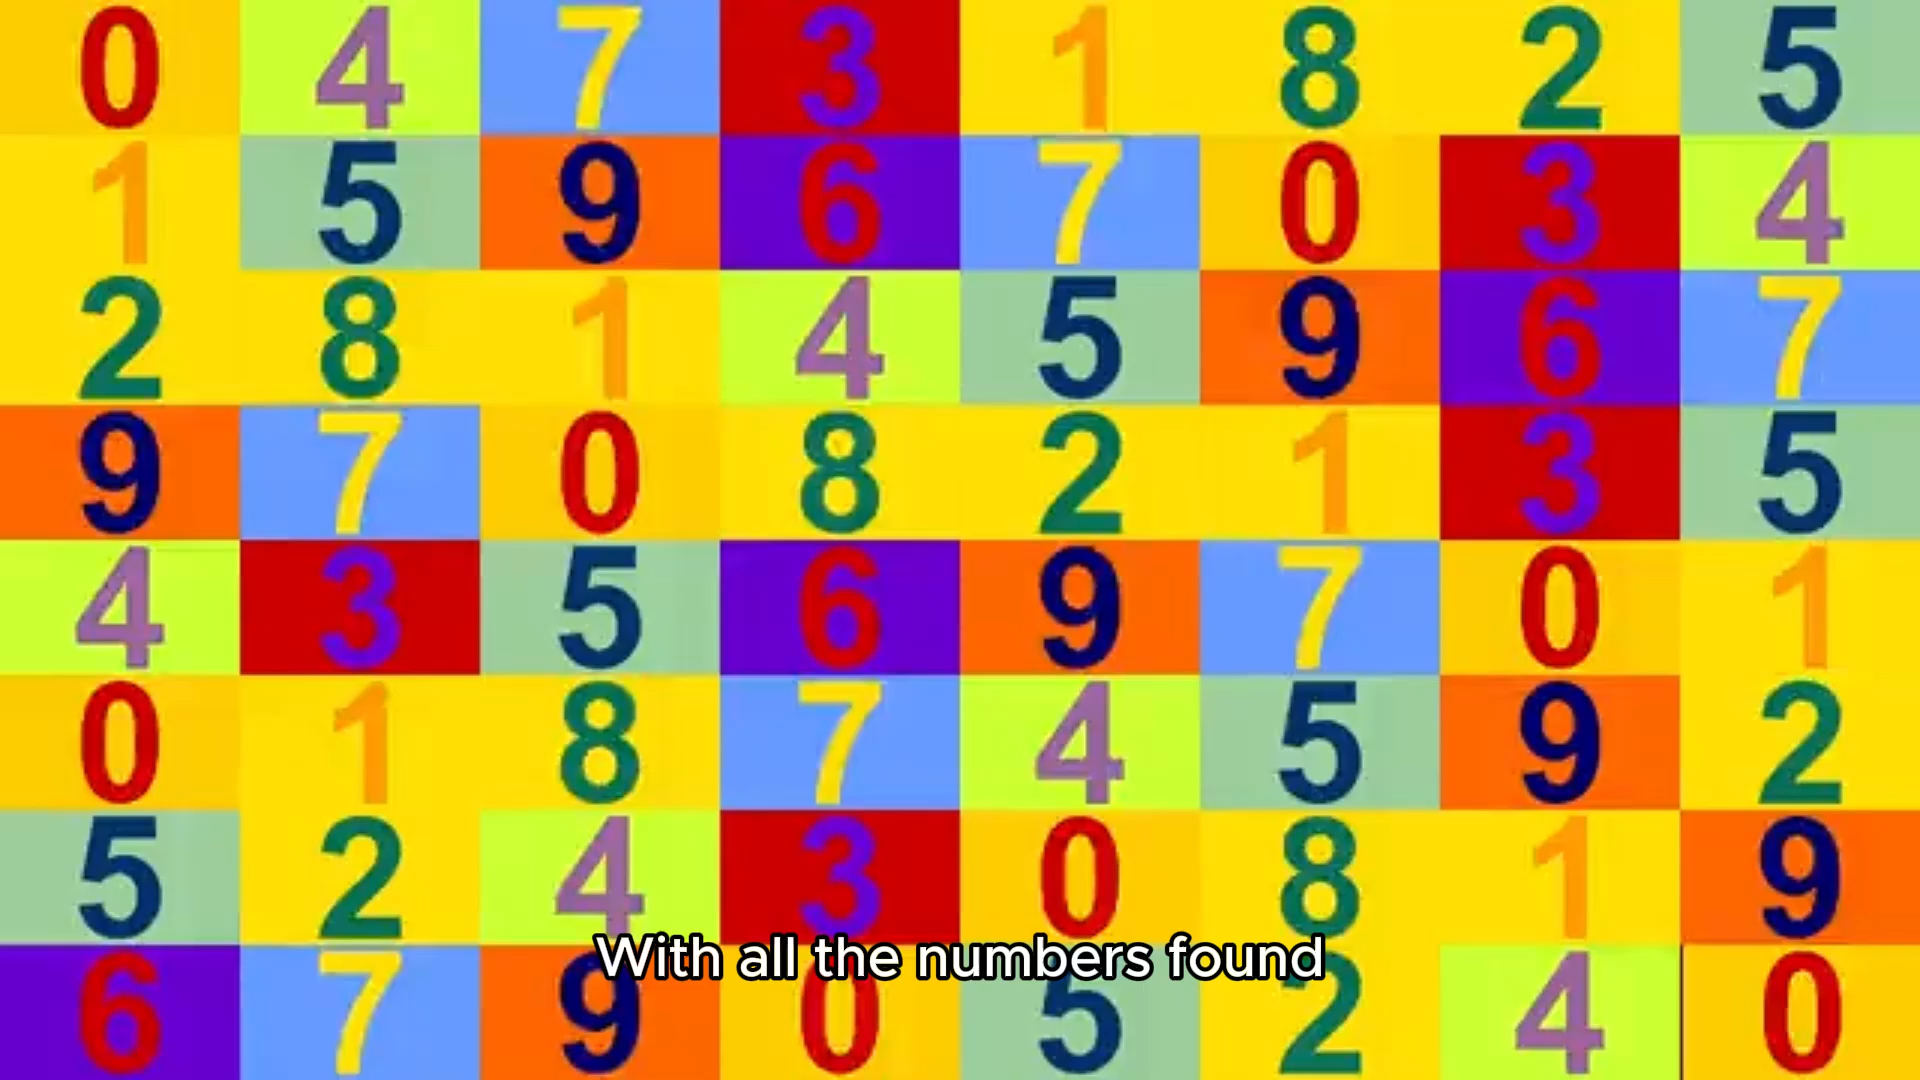 0 4 7 3 1 8 2 5
1 5 9 6 7 0 3 4
2 8 1 4 5 9 6 7
9 7 0 8 2 1 3 5
4 3 5 6 9 7 0 1
0 1 8 7 4 5 9 2
5 2 4 3 0 8 1 9
With all the numbers found
6 7 9 0 5 2 4 0